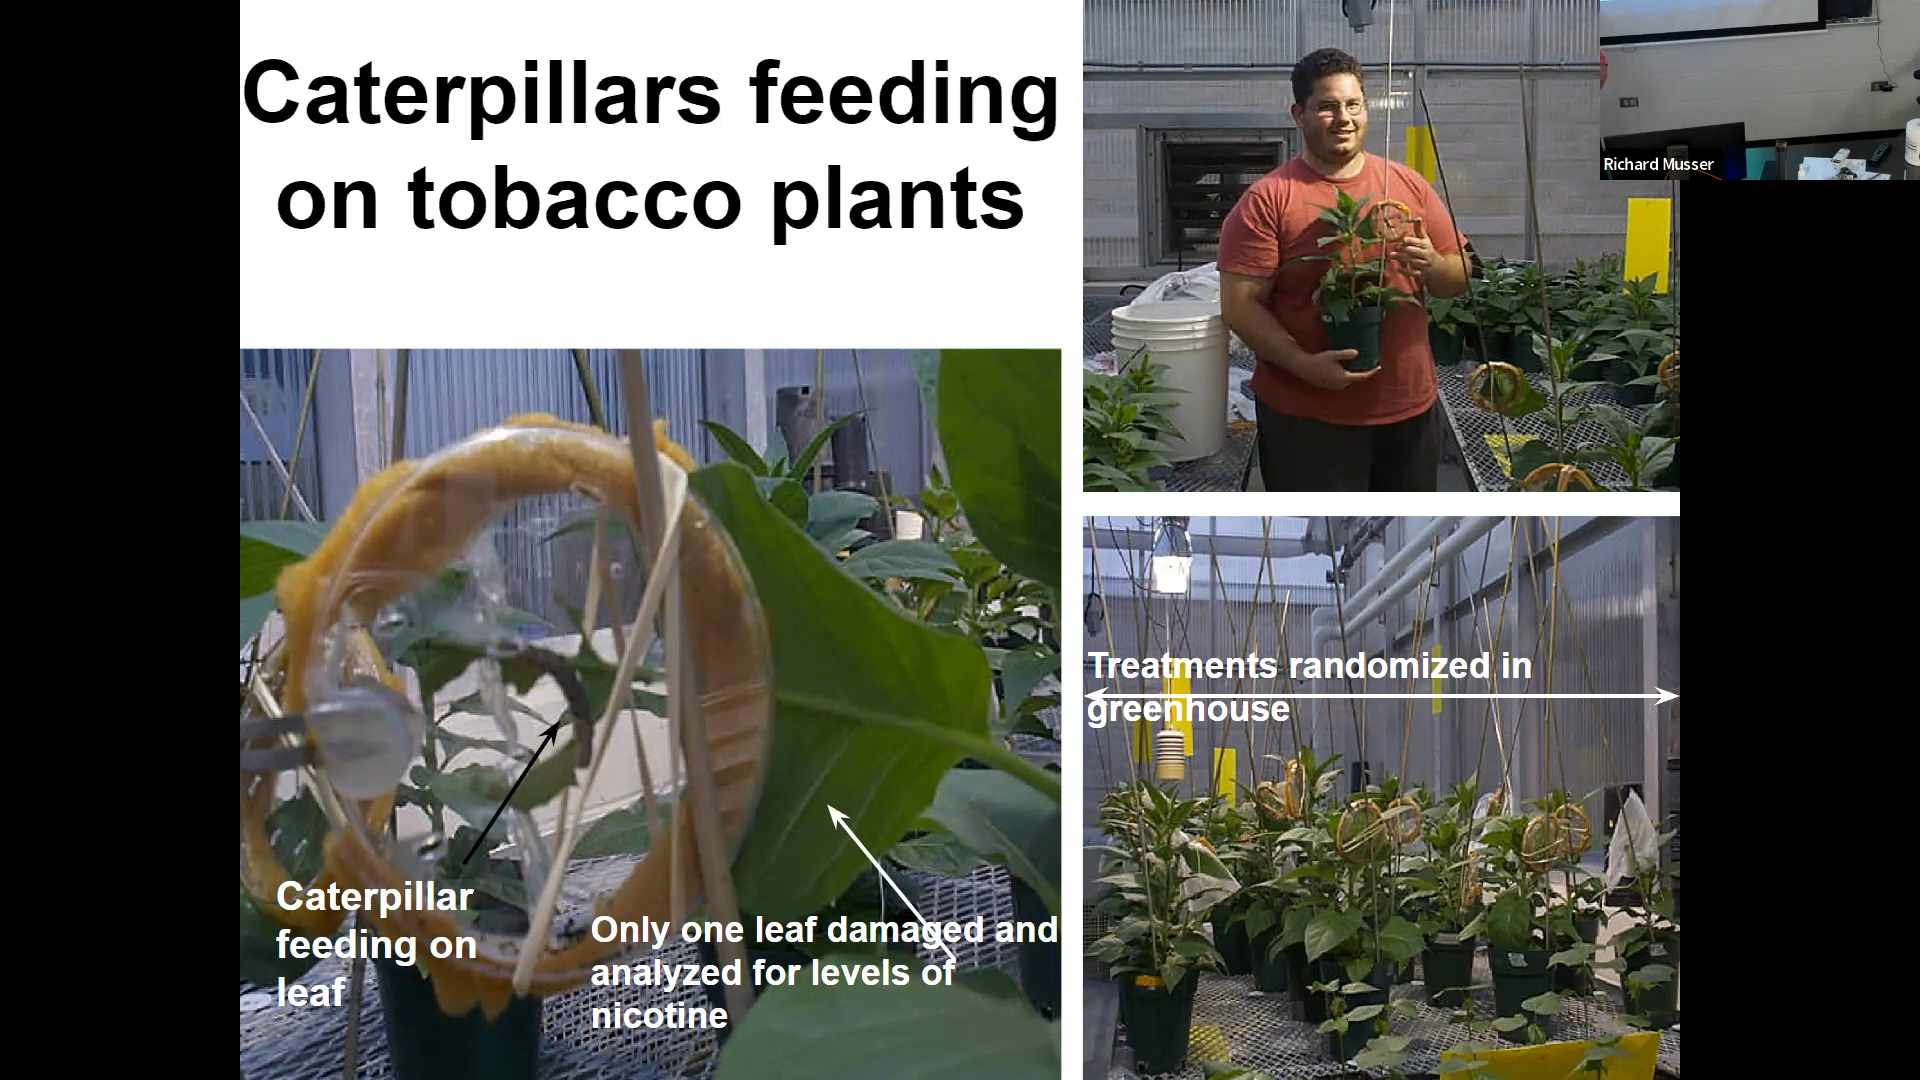 Caterpillars feeding
on tobacco plants
Richard Musser
Treatments randomized in
greenhouse
Caterpillar
feeding on
leaf
Only one leaf damaged and
analyzed for levels of
nicotine